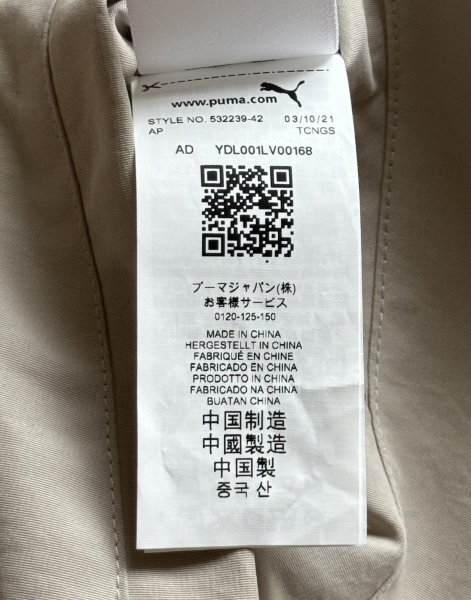 www.puma.com
STYLE NO. 532239-42 03/10/21
AP TCNGS
AD YDL001LV00168
プーマジャパン(株)
お客様サービス
0120-125-150
MADE IN CHINA
HERGESTELLT IN CHINA
FABRIQUÉ EN CHINE
FABRICADO EN CHINA
PRODOTTO IN CHINA
FABRICADO NA CHINA
BUATAN CHINA
中国制造
中國製造
中国製
중국 산